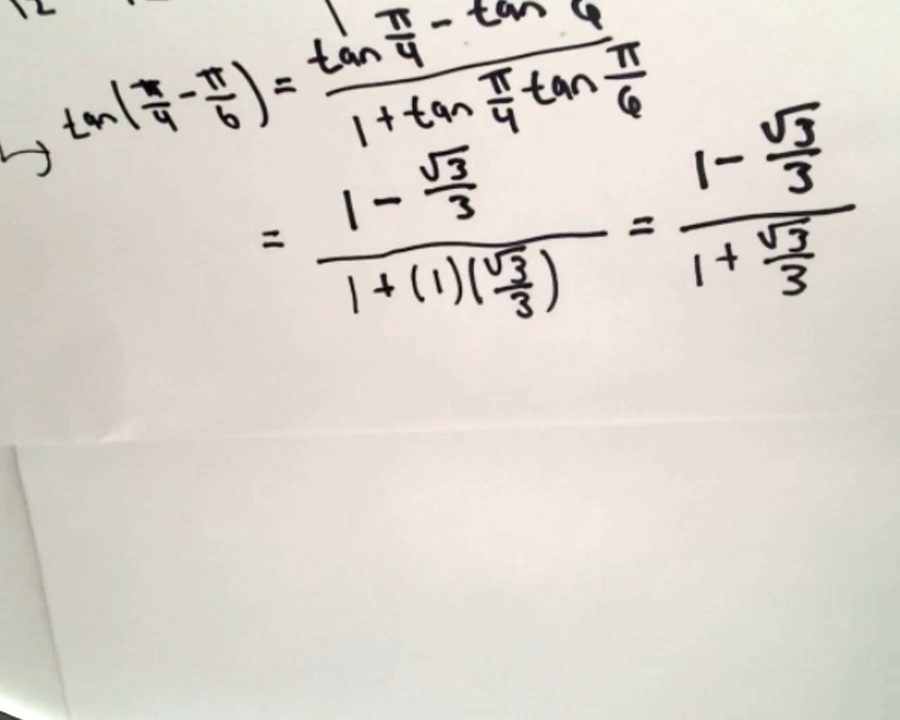 12
tan(π/4 - π/6) = (tan π/4 - tan π/6) / (1 + tan π/4 tan π/6)
= (1 - √3/3) / (1 + (1)(√3/3)) = (1 - √3/3) / (1 + √3/3)